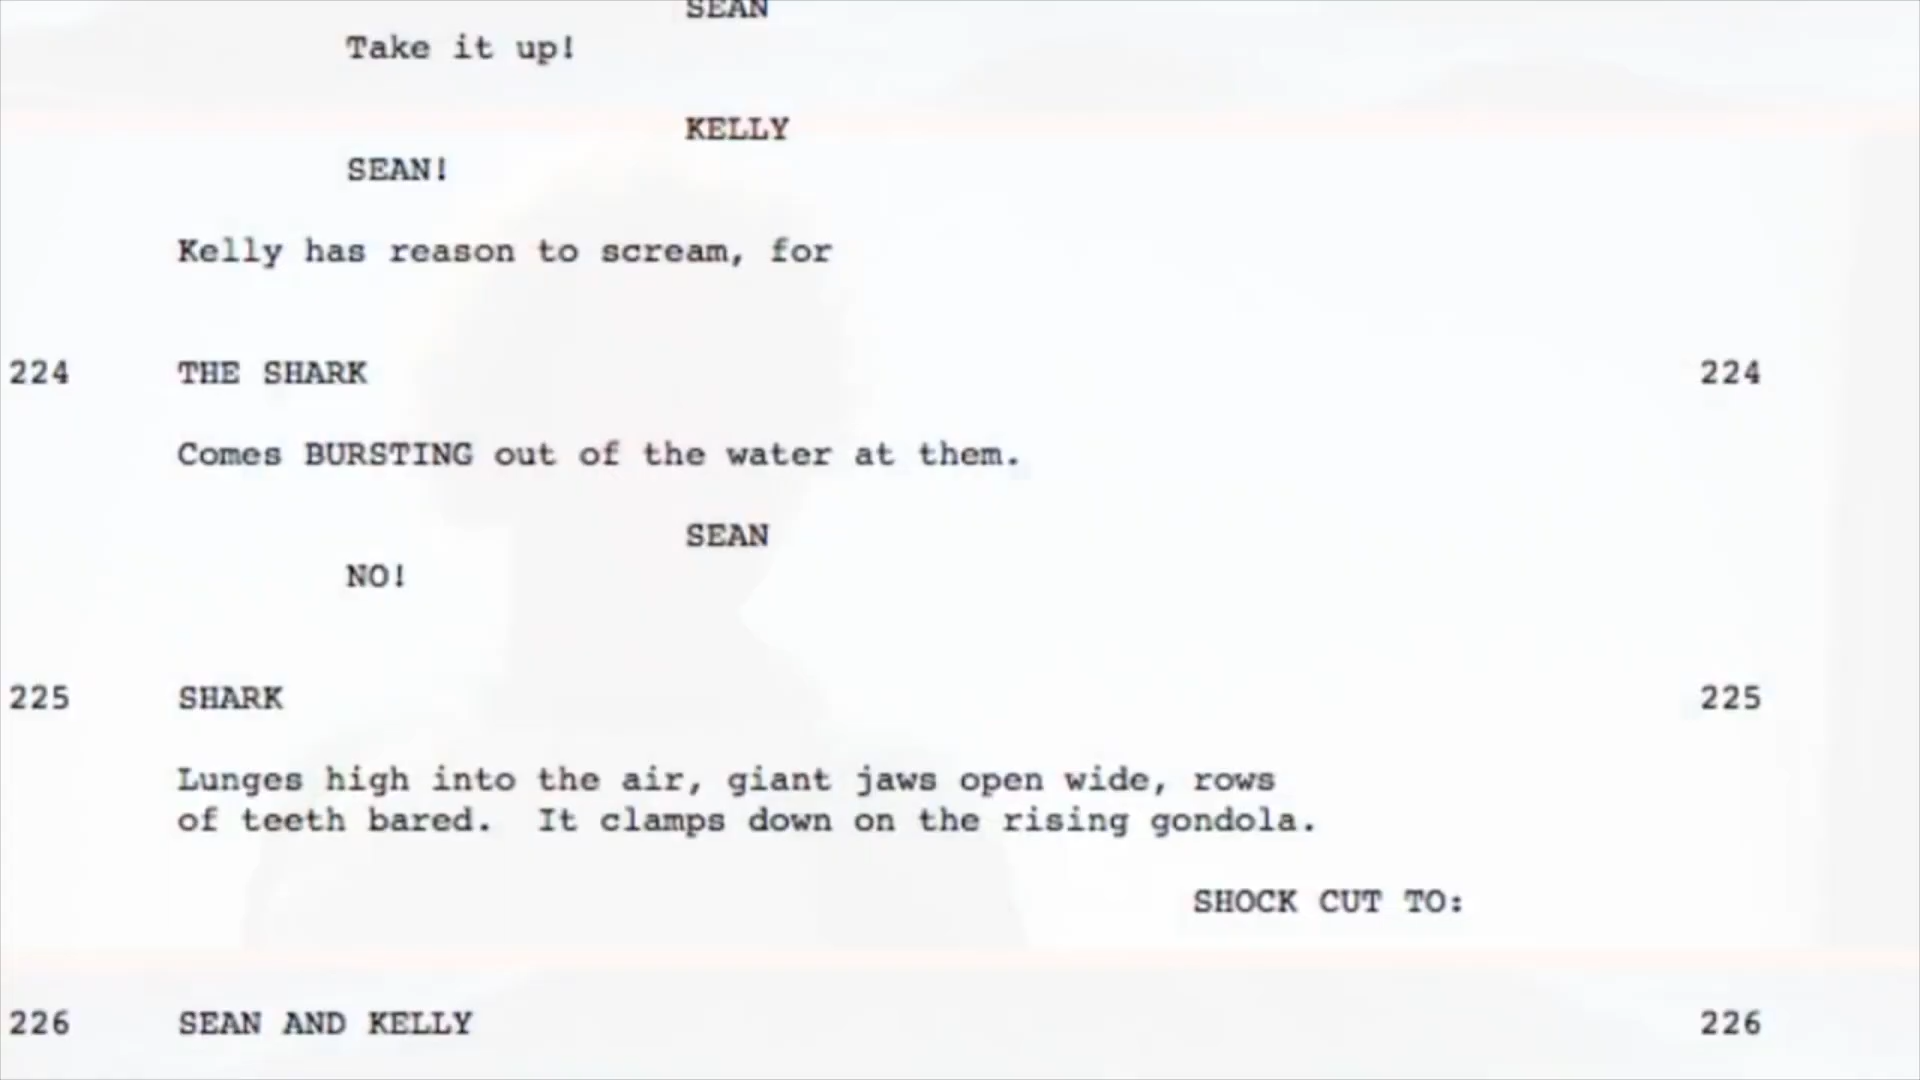 SEAN
Take it up!
KELLY
SEAN!
Kelly has reason to scream, for
224 THE SHARK 224
Comes BURSTING out of the water at them.
SEAN
NO!
225 SHARK 225
Lunges high into the air, giant jaws open wide, rows
of teeth bared. It clamps down on the rising gondola.
SHOCK CUT TO:
226 SEAN AND KELLY 226